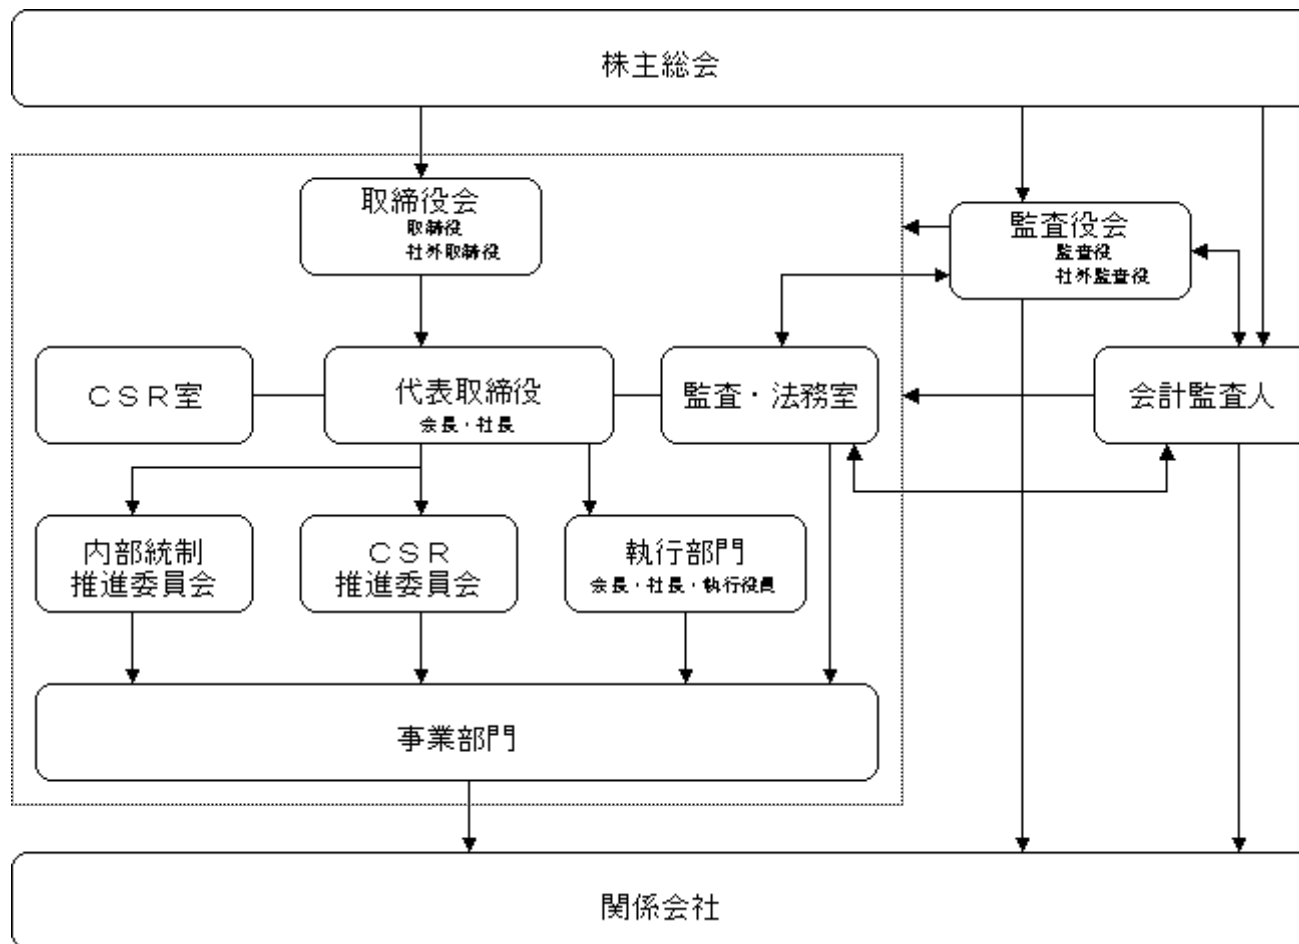 株主総会
取締役会
取締役
社外取締役
監査役会
監査役
社外監査役
ＣＳＲ室
代表取締役
会長・社長
監査・法務室
会計監査人
内部統制
推進委員会
ＣＳＲ
推進委員会
執行部門
会長・社長・執行役員
事業部門
関係会社